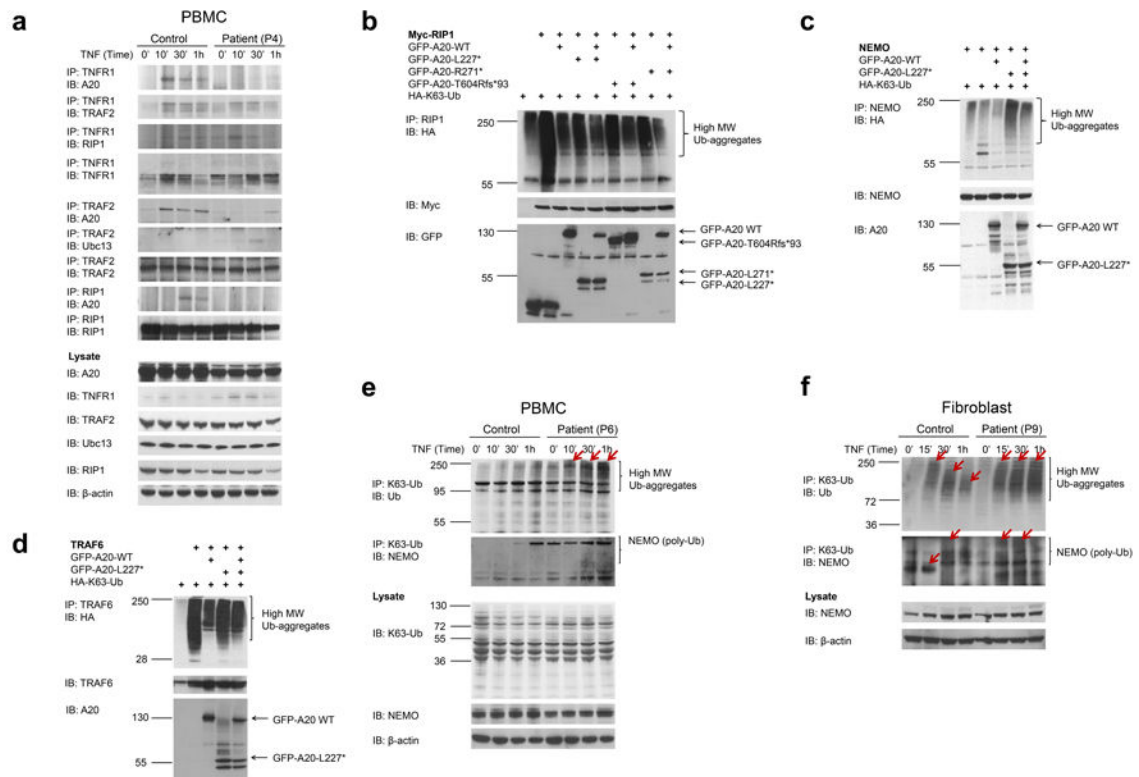 a
PBMC
Control Patient (P4)
TNF (Time) 0' 10' 30' 1h 0' 10' 30' 1h
IP: TNFR1
IB: A20
IP: TNFR1
IB: TRAF2
IP: TNFR1
IB: RIP1
IP: TNFR1
IB: TNFR1
IP: TRAF2
IB: A20
IP: TRAF2
IB: Ubc13
IP: TRAF2
IB: TRAF2
IP: RIP1
IB: A20
IP: RIP1
IB: RIP1
Lysate
IB: A20
IB: TNFR1
IB: TRAF2
IB: Ubc13
IB: RIP1
IB: β-actin
b
Myc-RIP1 + + + + + + + +
GFP-A20-WT + + + +
GFP-A20-L227* + +
GFP-A20-R271*
GFP-A20-T604Rfs*93 + + + +
HA-K63-Ub + + + + + + + + +
IP: RIP1
IB: HA
250
55
High MW
Ub-aggregates
IB: Myc
IB: GFP
130
55
GFP-A20 WT
GFP-A20-T604Rfs*93
GFP-A20-L271*
GFP-A20-L227*
c
NEMO + + + +
GFP-A20-WT + +
GFP-A20-L227* + +
HA-K63-Ub + + + + +
IP: NEMO
IB: HA
250
55
High MW
Ub-aggregates
IB: NEMO
IB: A20
130
55
GFP-A20 WT
GFP-A20-L227*
d
TRAF6 + + + +
GFP-A20-WT + +
GFP-A20-L227* + +
HA-K63-Ub + + + + +
IP: TRAF6
IB: HA
250
28
High MW
Ub-aggregates
IB: TRAF6
IB: A20
130
55
GFP-A20 WT
GFP-A20-L227*
e
PBMC
Control Patient (P6)
TNF (Time) 0' 10' 30' 1h 0' 10' 30' 1h
IP: K63-Ub
IB: Ub
250
95
55
High MW
Ub-aggregates
IP: K63-Ub
IB: NEMO
NEMO (poly-Ub)
Lysate
IB: K63-Ub
130
72
55
36
IB: NEMO
IB: β-actin
f
Fibroblast
Control Patient (P9)
TNF (Time) 0' 15' 30' 1h 0' 15' 30' 1h
IP: K63-Ub
IB: Ub
250
72
36
High MW
Ub-aggregates
IP: K63-Ub
IB: NEMO
NEMO (poly-Ub)
Lysate
IB: NEMO
IB: β-actin